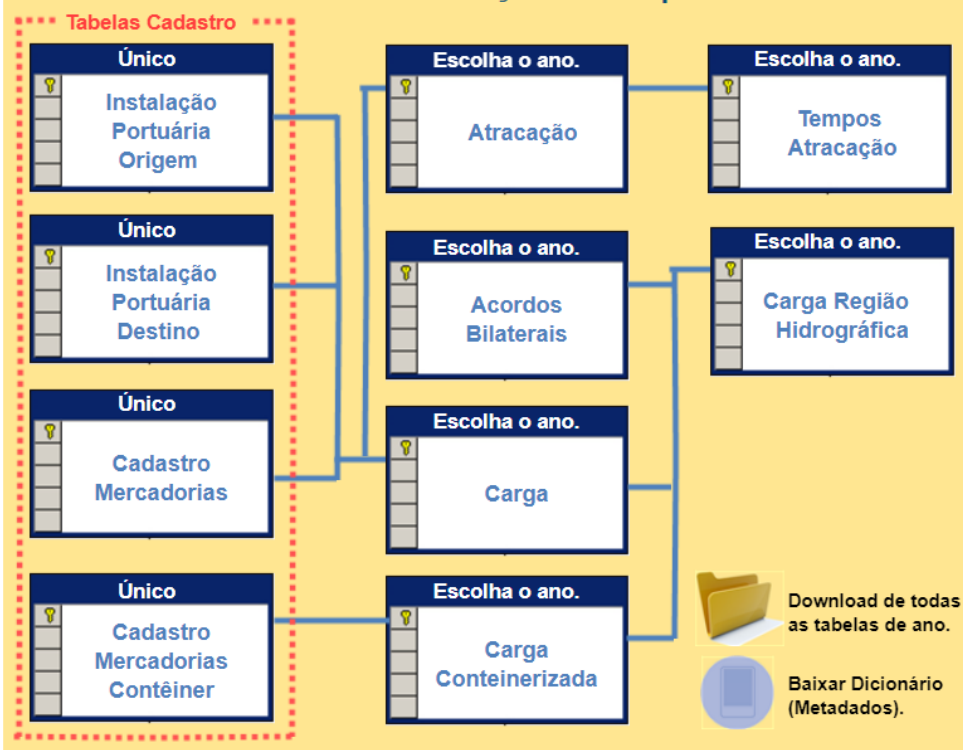 Tabelas Cadastro
Único
Instalação
Portuária
Origem
Único
Instalação
Portuária
Destino
Único
Cadastro
Mercadorias
Único
Cadastro
Mercadorias
Contêiner
Escolha o ano.
Atracação
Escolha o ano.
Acordos
Bilaterais
Escolha o ano.
Carga
Escolha o ano.
Carga
Conteinerizada
Escolha o ano.
Tempos
Atracação
Escolha o ano.
Carga Região
Hidrográfica
Download de todas
as tabelas de ano.
Baixar Dicionário
(Metadados).